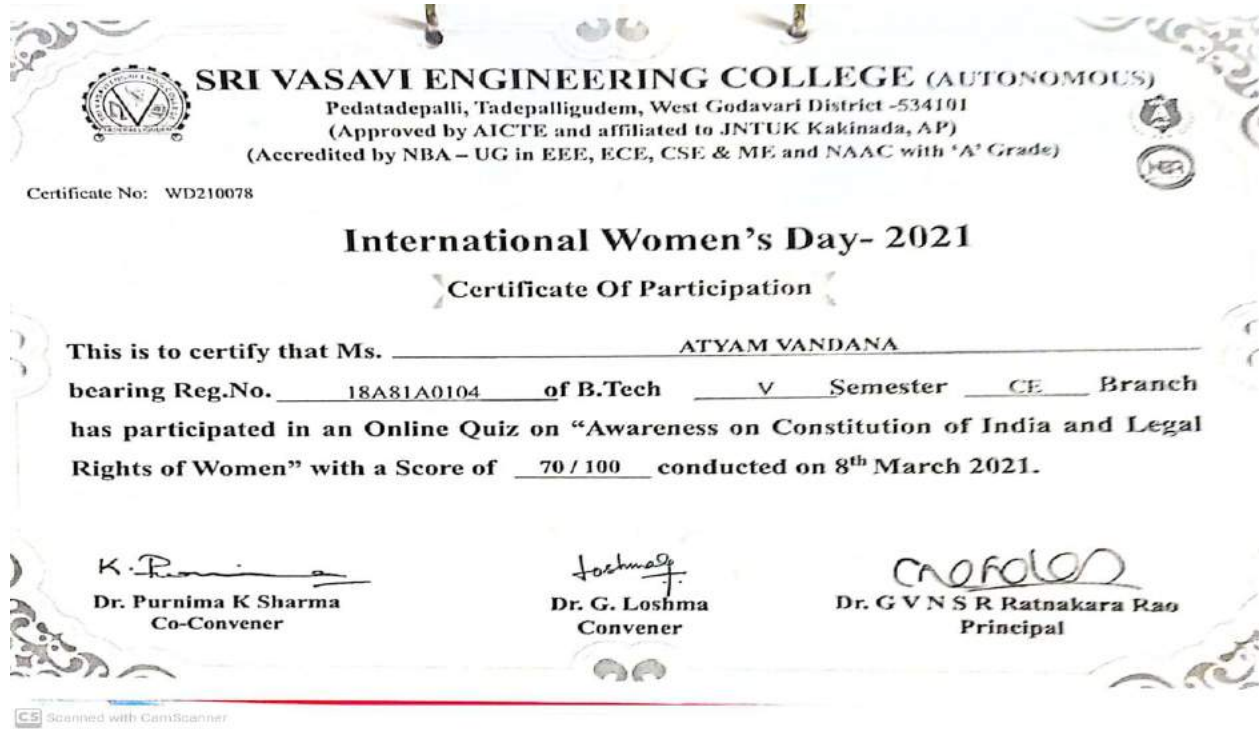 SRI VASAVI ENGINEERING COLLEGE (AUTONOMOUS)
Pedatadepalli, Tadepalligudem, West Godavari District -534101
(Approved by AICTE and affiliated to JNTUK Kakinada, AP)
(Accredited by NBA – UG in EEE, ECE, CSE & ME and NAAC with ‘A’ Grade)
Certificate No: WD210078
International Women’s Day- 2021
Certificate Of Participation
This is to certify that Ms. ATYAM VANDANA
bearing Reg.No. 18A81A0104 of B.Tech V Semester CE Branch
has participated in an Online Quiz on “Awareness on Constitution of India and Legal
Rights of Women” with a Score of 70 / 100 conducted on 8th March 2021.
Dr. Purnima K Sharma
Co-Convener
Dr. G. Loshma
Convener
Dr. G V N S R Ratnakara Rao
Principal
CS Scanned with CamScanner